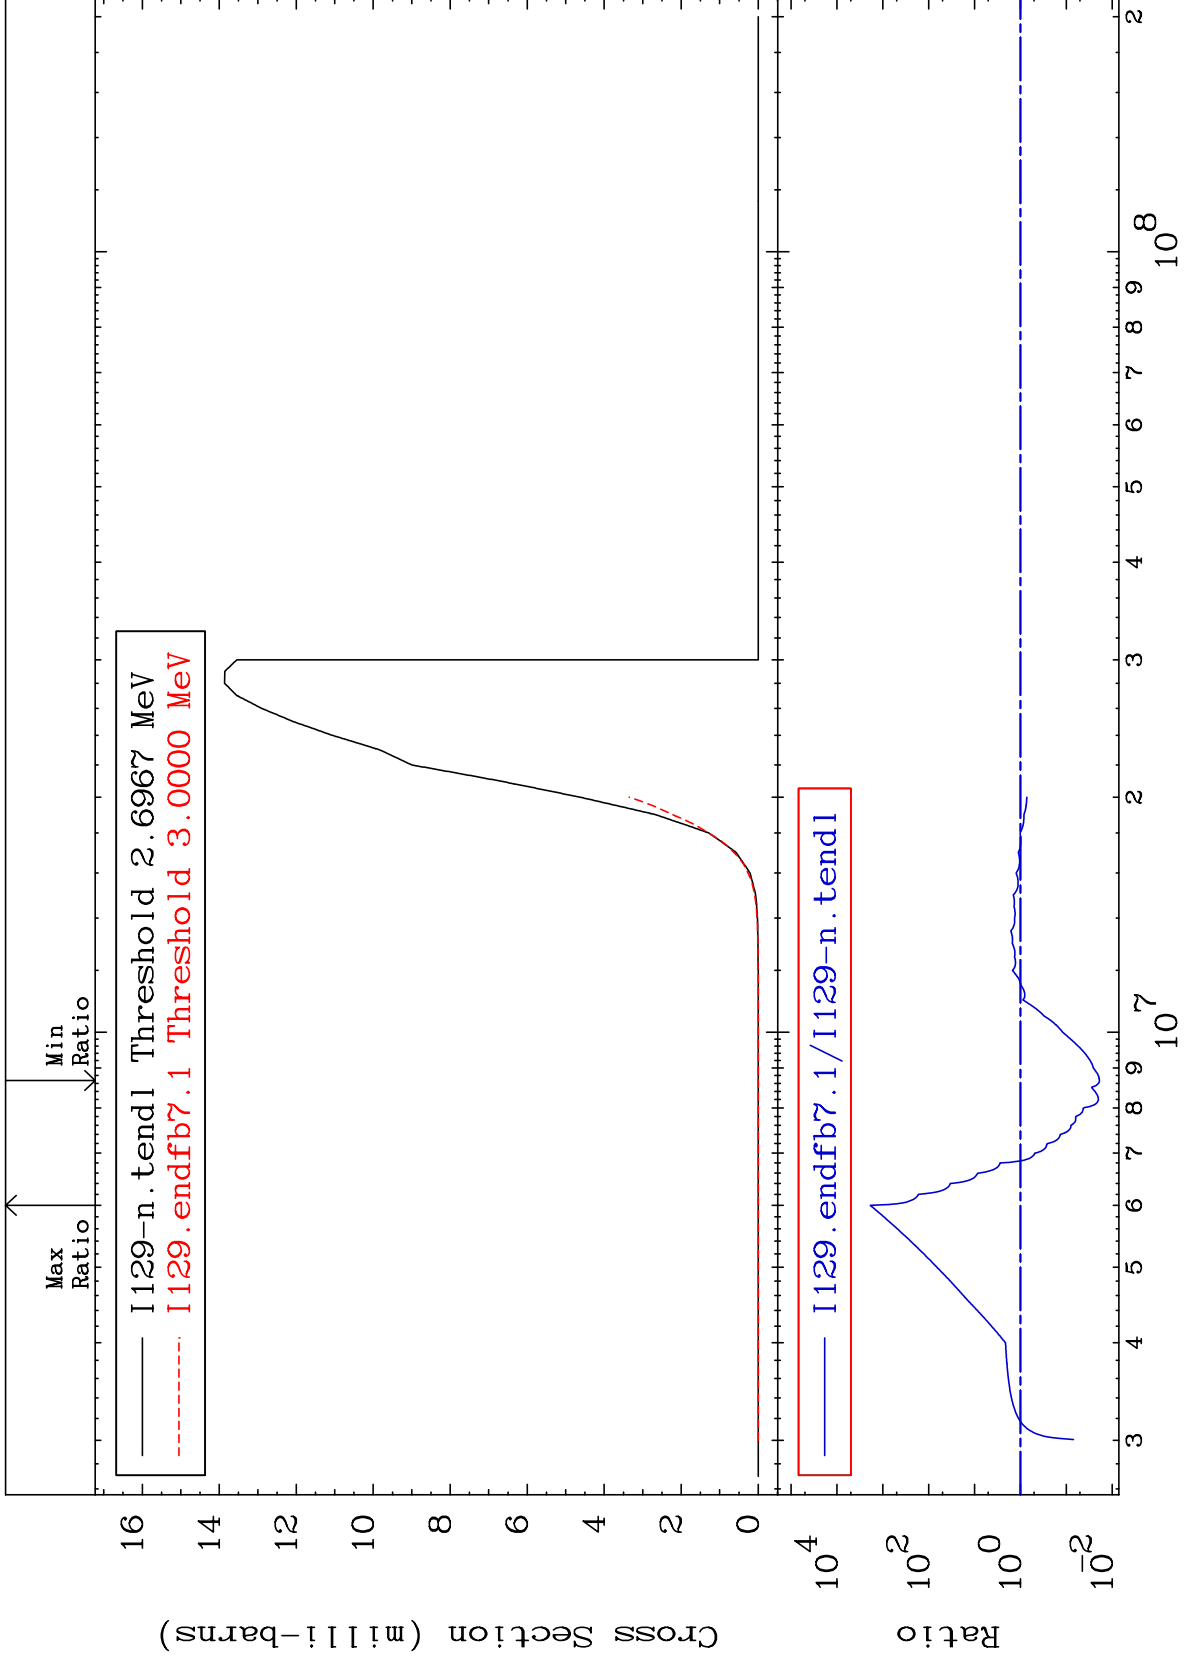 Max
Ratio
Min
Ratio
I129-n.tendl Threshold 2.6967 MeV
I129.endfb7.1 Threshold 3.0000 MeV
16
14
12
10
8
6
4
2
0
Cross Section (milli-barns)
I129.endfb7.1/I129-n.tendl
10^4
10^2
10^0
10^-2
Ratio
3 4 5 6 7 8 9 2 3 4 5 6 7 8 9 2
10^7 10^8